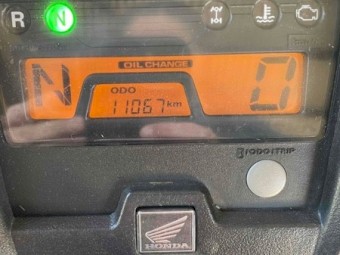 R N
OIL CHANGE
N ODO 0
11067 km
/ODO/TRIP
HONDA